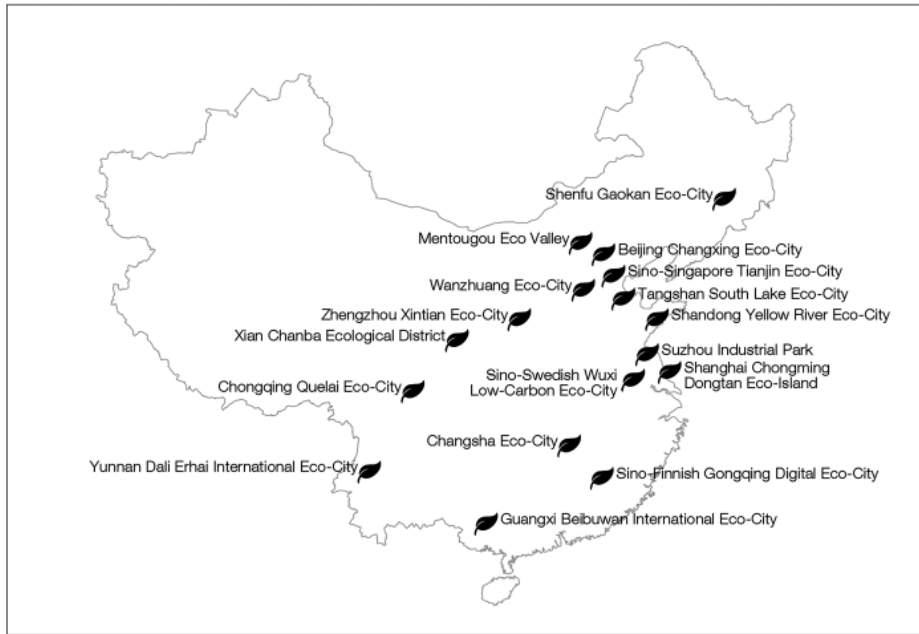 Shenfu Gaokan Eco-City
Mentougou Eco Valley
Beijing Changxing Eco-City
Sino-Singapore Tianjin Eco-City
Wanzhuang Eco-City
Tangshan South Lake Eco-City
Zhengzhou Xintian Eco-City
Shandong Yellow River Eco-City
Xian Chanba Ecological District
Suzhou Industrial Park
Sino-Swedish Wuxi
Low-Carbon Eco-City
Shanghai Chongming
Dongtan Eco-Island
Chongqing Quelai Eco-City
Changsha Eco-City
Yunnan Dali Erhai International Eco-City
Sino-Finnish Gongqing Digital Eco-City
Guangxi Beibuwan International Eco-City